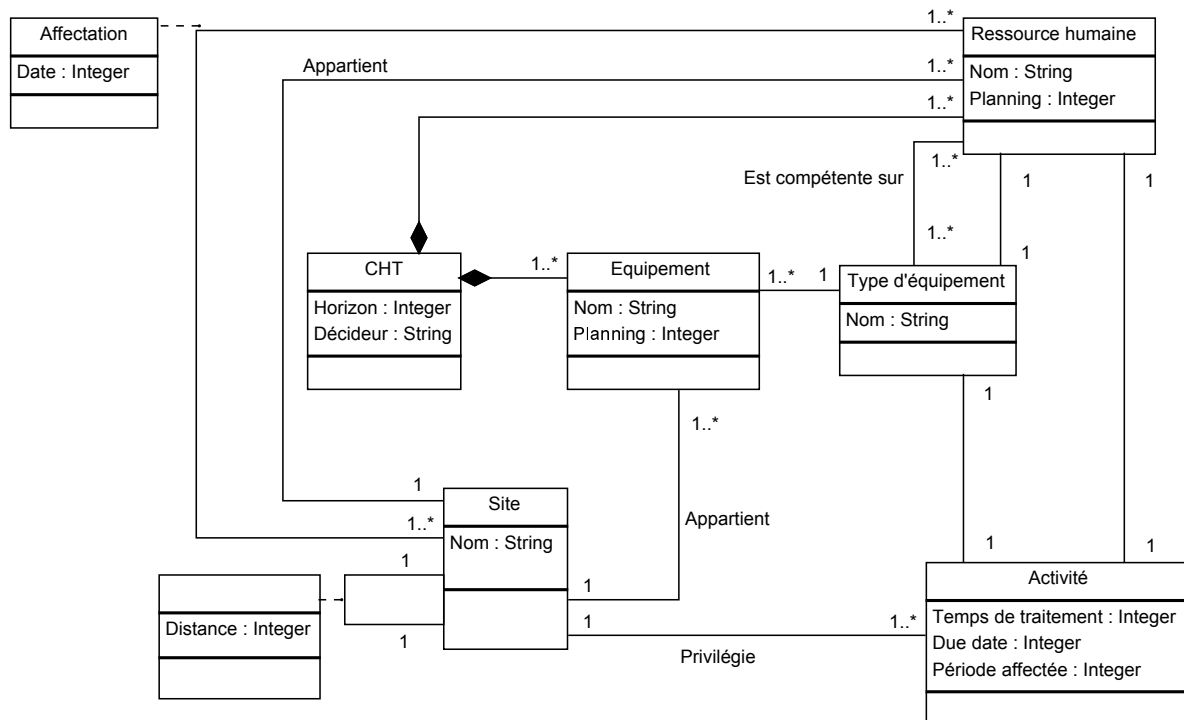 Affectation
Date : Integer
1..*
Ressource humaine
Nom : String
Planning : Integer
Appartient
1..*
1..*
Est compétente sur
1..*
1
1
1..*
1
CHT
Horizon : Integer
Décideur : String
1..*
Equipement
Nom : String
Planning : Integer
1..*
1
Type d'équipement
Nom : String
1
1..*
1
Site
Nom : String
1..*
Appartient
1
1
1
1
1
Distance : Integer
1
Privilégie
1..*
Activité
Temps de traitement : Integer
Due date : Integer
Période affectée : Integer